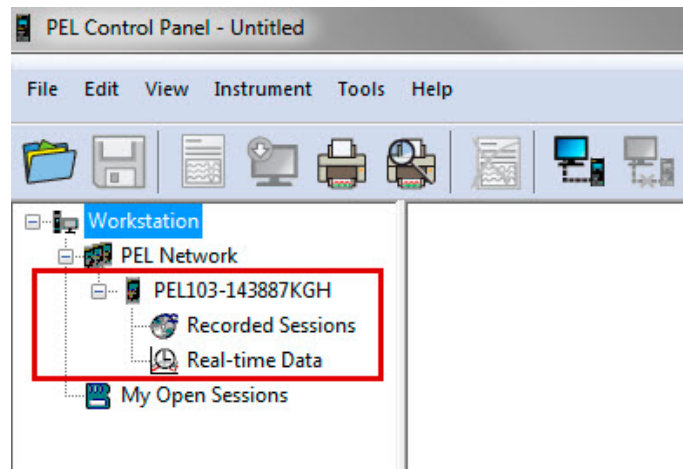 PEL Control Panel - Untitled
File Edit View Instrument Tools Help
Workstation
PEL Network
PEL103-143887KGH
Recorded Sessions
Real-time Data
My Open Sessions